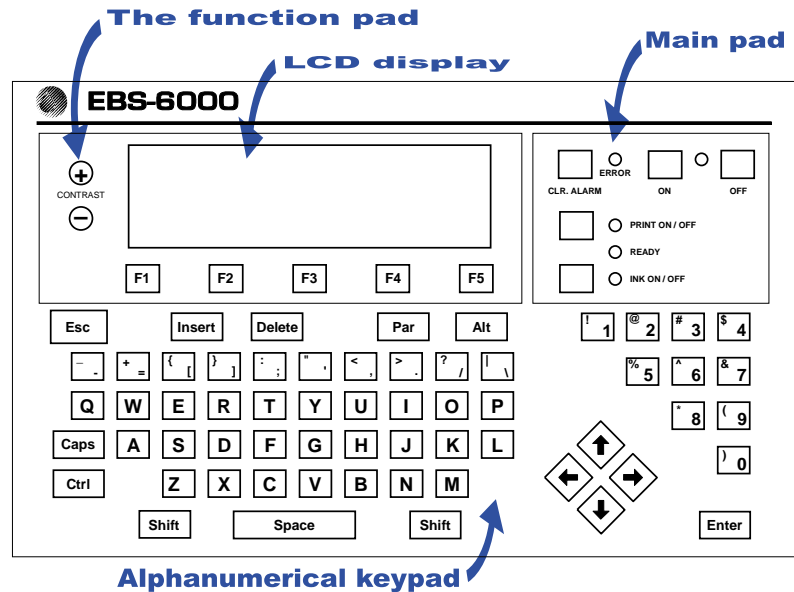 The function pad
LCD display
Main pad
EBS-6000
+
CONTRAST
−
ERROR
CLR. ALARM ON OFF
PRINT ON / OFF
READY
INK ON / OFF
F1 F2 F3 F4 F5
Esc Insert Delete Par Alt
! 1 @ 2 # 3 $ 4
_ - + = { [ } ] : ; " ' < , > . ? / | \
% 5 ^ 6 & 7
Q W E R T Y U I O P
* 8 ( 9
Caps A S D F G H J K L
) 0
Ctrl Z X C V B N M
Shift Space Shift Enter
Alphanumerical keypad